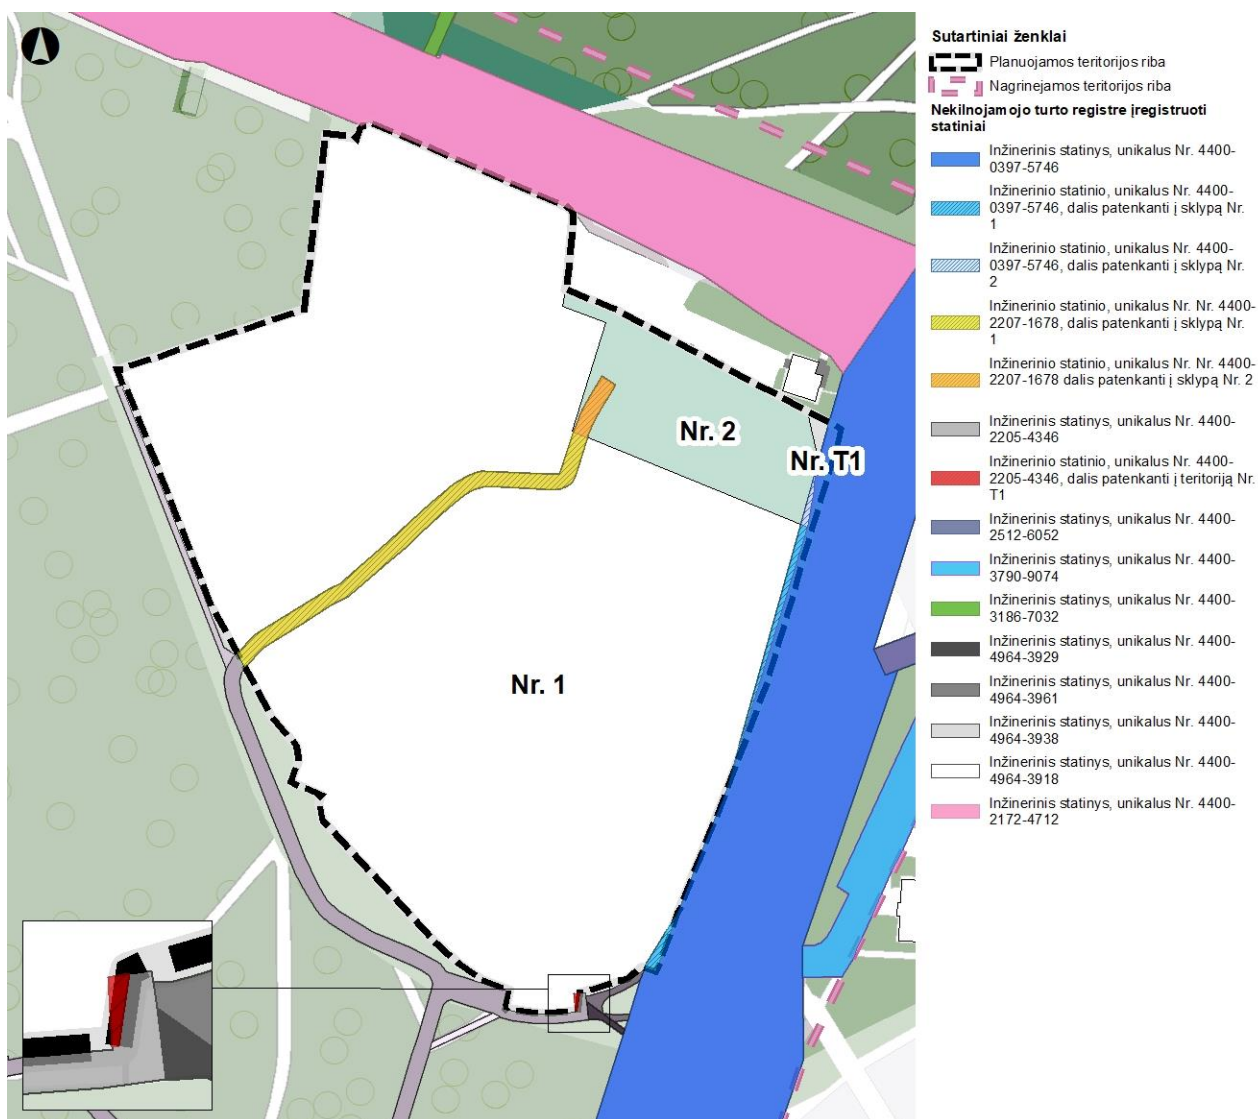 Sutartiniai ženklai
Planuojamos teritorijos riba
Nagrinejamos teritorijos riba
Nekilnojamojo turto registre įregistruoti
statiniai
Inžinerinis statinys, unikalus Nr. 4400-
0397-5746
Inžinerinio statinio, unikalus Nr. 4400-
0397-5746, dalis patenkanti į sklypą Nr.
1
Inžinerinio statinio, unikalus Nr. 4400-
0397-5746, dalis patenkanti į sklypą Nr.
2
Inžinerinio statinio, unikalus Nr. Nr. 4400-
2207-1678, dalis patenkanti į sklypą Nr.
1
Inžinerinio statinio, unikalus Nr. Nr. 4400-
2207-1678 dalis patenkanti į sklypą Nr. 2
Inžinerinis statinys, unikalus Nr. 4400-
2205-4346
Inžinerinio statinio, unikalus Nr. 4400-
2205-4346, dalis patenkanti į teritoriją Nr.
T1
Inžinerinis statinys, unikalus Nr. 4400-
2512-6052
Inžinerinis statinys, unikalus Nr. 4400-
3790-9074
Inžinerinis statinys, unikalus Nr. 4400-
3186-7032
Inžinerinis statinys, unikalus Nr. 4400-
4964-3929
Inžinerinis statinys, unikalus Nr. 4400-
4964-3961
Inžinerinis statinys, unikalus Nr. 4400-
4964-3938
Inžinerinis statinys, unikalus Nr. 4400-
4964-3918
Inžinerinis statinys, unikalus Nr. 4400-
2172-4712
Nr. 2
Nr. T1
Nr. 1